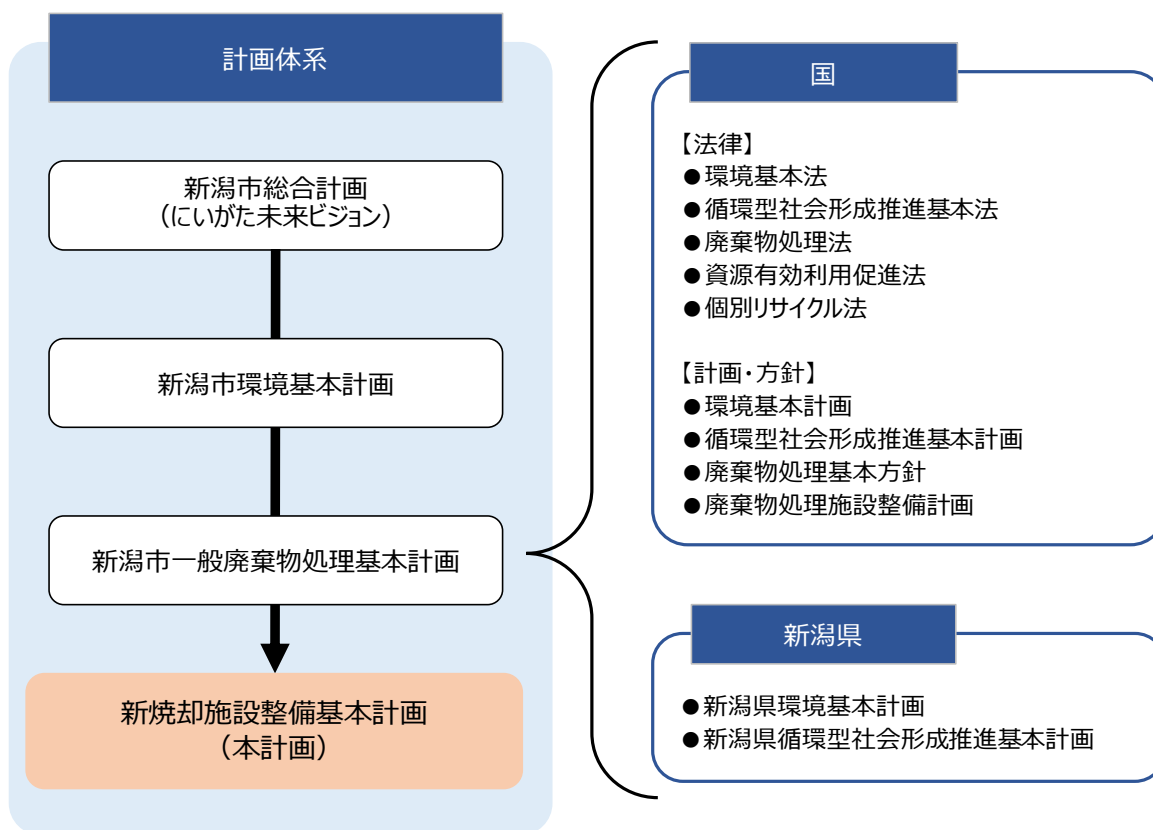 計画体系
新潟市総合計画
（にいがた未来ビジョン）
新潟市環境基本計画
新潟市一般廃棄物処理基本計画
新焼却施設整備基本計画
（本計画）
国
【法律】
●環境基本法
●循環型社会形成推進基本法
●廃棄物処理法
●資源有効利用促進法
●個別リサイクル法
【計画・方針】
●環境基本計画
●循環型社会形成推進基本計画
●廃棄物処理基本方針
●廃棄物処理施設整備計画
新潟県
●新潟県環境基本計画
●新潟県循環型社会形成推進基本計画